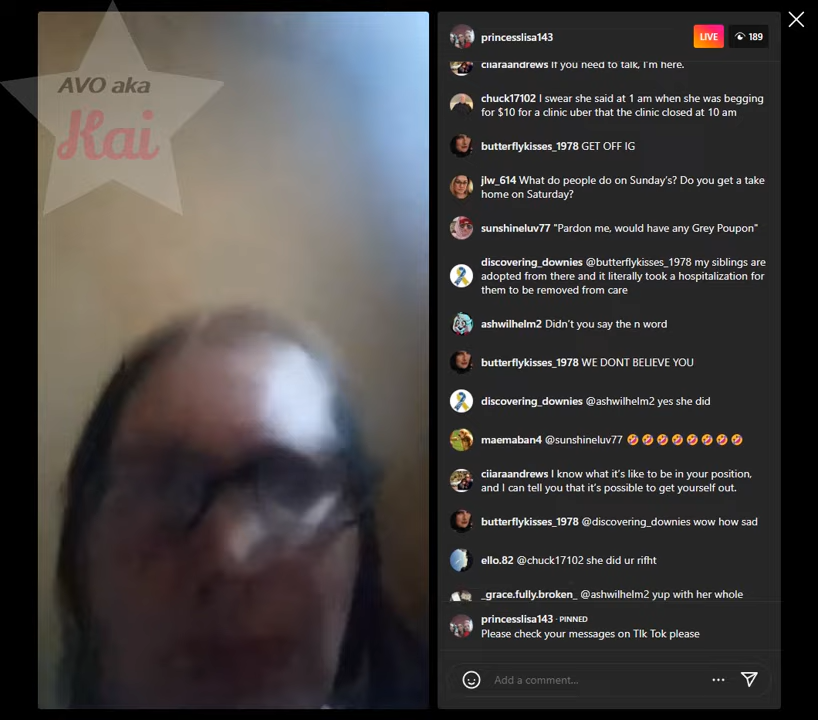 AVO aka
Kai
princesslisa143
LIVE
189
ciiaraandrews If you need to talk, I'm here.
chuck17102 I swear she said at 1 am when she was begging
for $10 for a clinic uber that the clinic closed at 10 am
butterflykisses_1978 GET OFF IG
jlw_614 What do people do on Sunday's? Do you get a take
home on Saturday?
sunshineluv77 "Pardon me, would have any Grey Poupon"
discovering_downies @butterflykisses_1978 my siblings are
adopted from there and it literally took a hospitalization for
them to be removed from care
ashwilhelm2 Didn't you say the n word
butterflykisses_1978 WE DONT BELIEVE YOU
discovering_downies @ashwilhelm2 yes she did
maemaban4 @sunshineluv77 🤣🤣🤣🤣🤣🤣🤣🤣
ciiaraandrews I know what it's like to be in your position,
and I can tell you that it's possible to get yourself out.
butterflykisses_1978 @discovering_downies wow how sad
ello.82 @chuck17102 she did ur rifht
_grace.fully.broken_ @ashwilhelm2 yup with her whole
princesslisa143 · PINNED
Please check your messages on TIk Tok please
Add a comment...